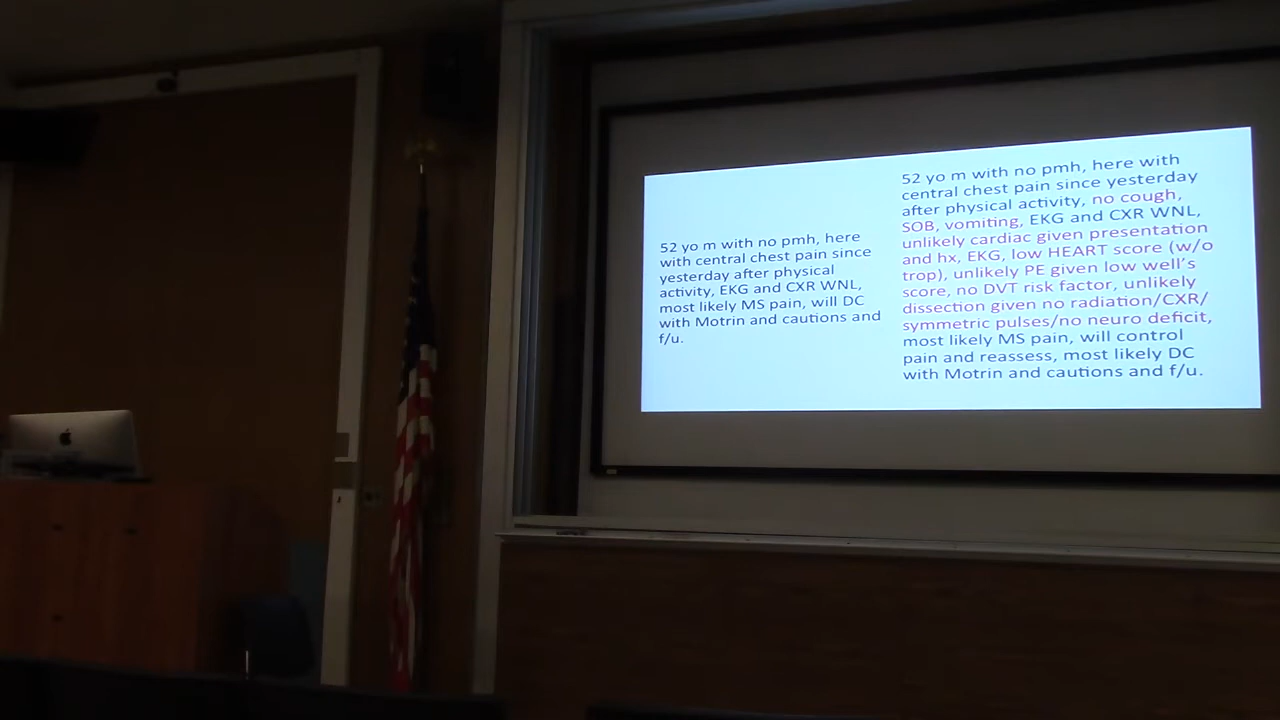 52 yo m with no pmh, here
with central chest pain since
yesterday after physical
activity, EKG and CXR WNL,
most likely MS pain, will DC
with Motrin and cautions and
f/u.
52 yo m with no pmh, here with
central chest pain since yesterday
after physical activity, no cough,
SOB, vomiting, EKG and CXR WNL,
unlikely cardiac given presentation
and hx, EKG, low HEART score (w/o
trop), unlikely PE given low well's
score, no DVT risk factor, unlikely
dissection given no radiation/CXR/
symmetric pulses/no neuro deficit,
most likely MS pain, will control
pain and reassess, most likely DC
with Motrin and cautions and f/u.